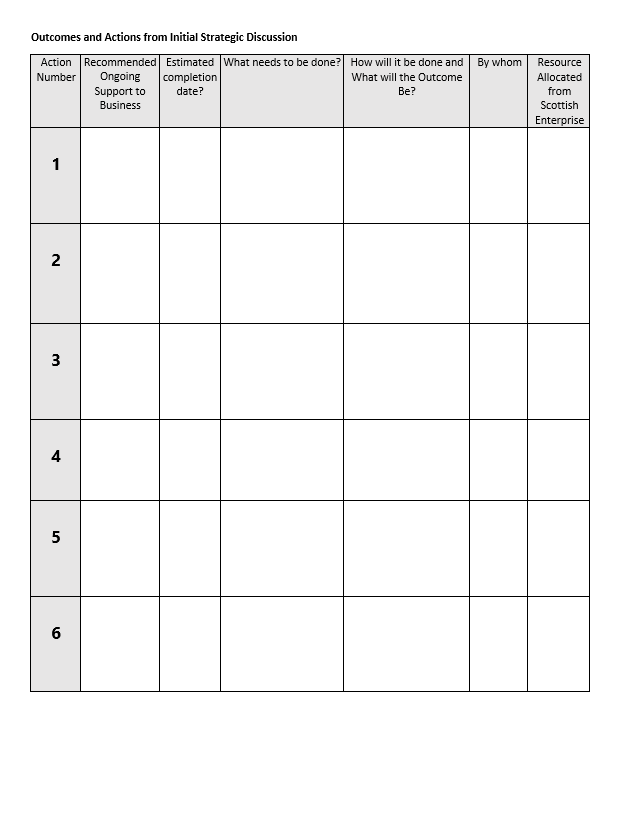 Outcomes and Actions from Initial Strategic Discussion
Action Number
Recommended Ongoing Support to Business
Estimated completion date?
What needs to be done?
How will it be done and What will the Outcome Be?
By whom
Resource Allocated from Scottish Enterprise
1
2
3
4
5
6